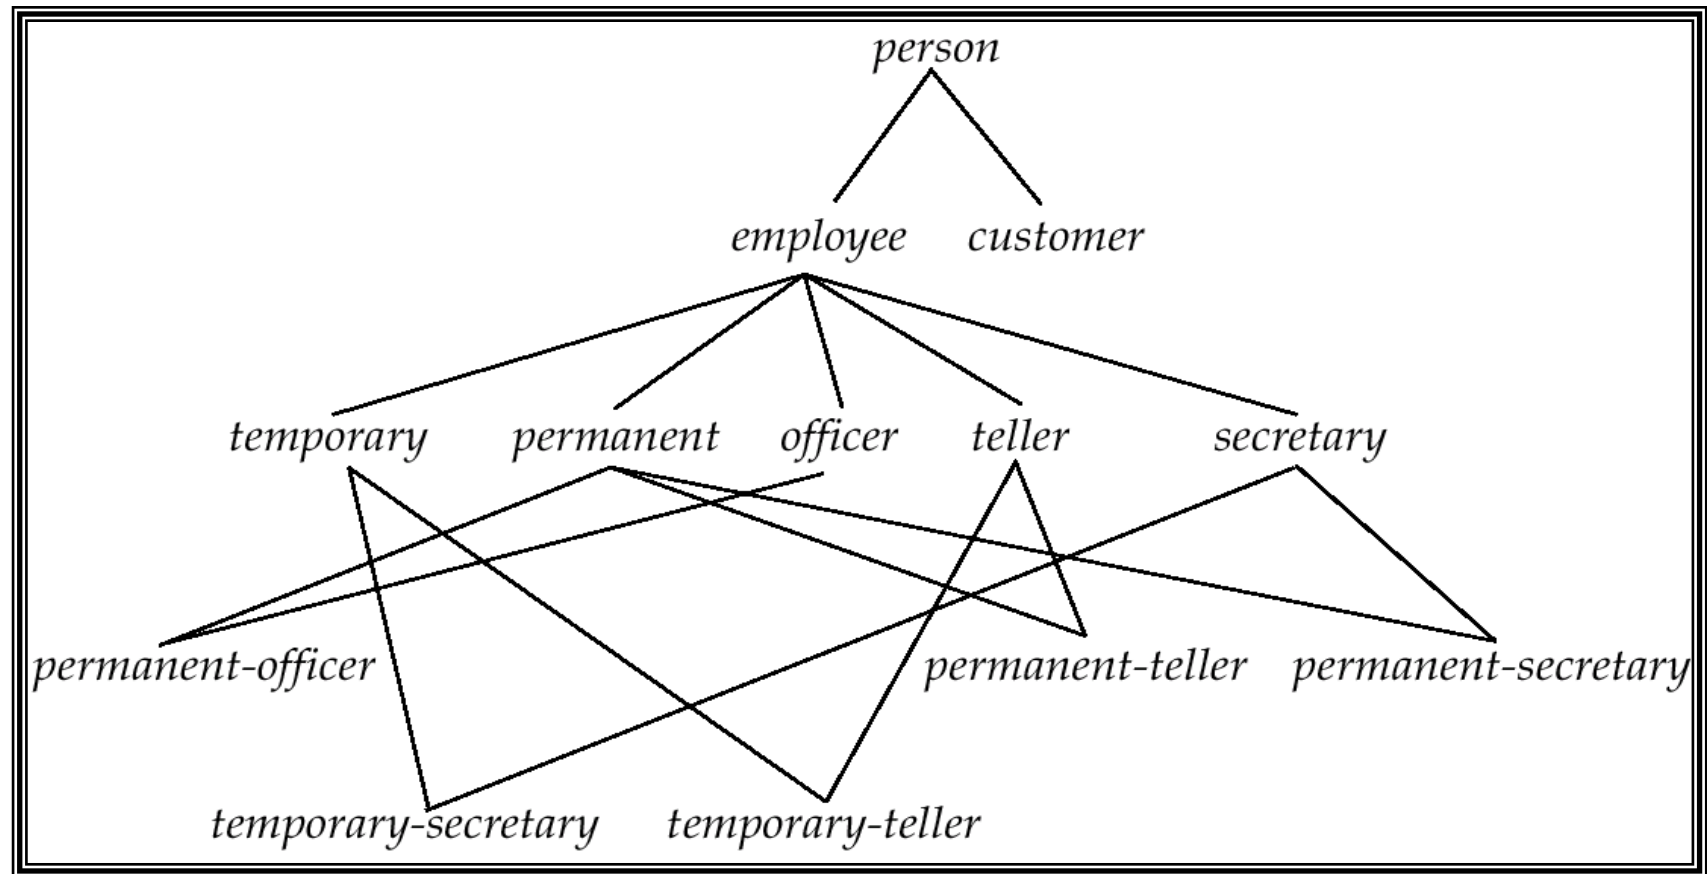 person
employee customer
temporary permanent officer teller secretary
permanent-officer permanent-teller permanent-secretary
temporary-secretary temporary-teller